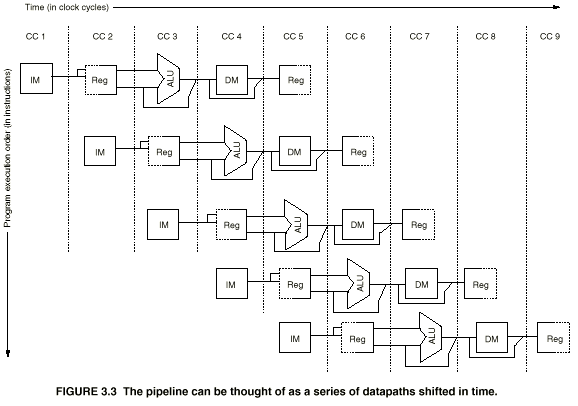 Time (in clock cycles)
CC 1 CC 2 CC 3 CC 4 CC 5 CC 6 CC 7 CC 8 CC 9
Program execution order (in instructions)
IM Reg ALU DM Reg
IM Reg ALU DM Reg
IM Reg ALU DM Reg
IM Reg ALU DM Reg
IM Reg ALU DM Reg
FIGURE 3.3 The pipeline can be thought of as a series of datapaths shifted in time.